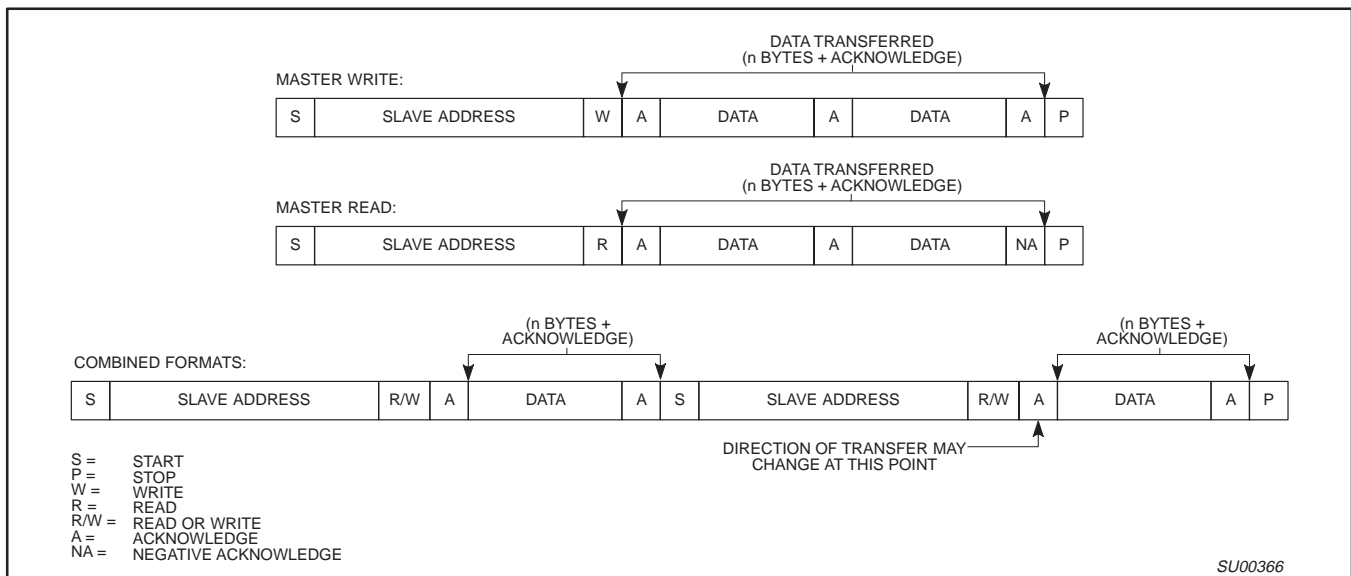 DATA TRANSFERRED
(n BYTES + ACKNOWLEDGE)
MASTER WRITE:
S SLAVE ADDRESS W A DATA A DATA A P
DATA TRANSFERRED
(n BYTES + ACKNOWLEDGE)
MASTER READ:
S SLAVE ADDRESS R A DATA A DATA NA P
(n BYTES +
ACKNOWLEDGE)
(n BYTES +
ACKNOWLEDGE)
COMBINED FORMATS:
S SLAVE ADDRESS R/W A DATA A S SLAVE ADDRESS R/W A DATA A P
DIRECTION OF TRANSFER MAY
CHANGE AT THIS POINT
S = START
P = STOP
W = WRITE
R = READ
R/W = READ OR WRITE
A = ACKNOWLEDGE
NA = NEGATIVE ACKNOWLEDGE
SU00366